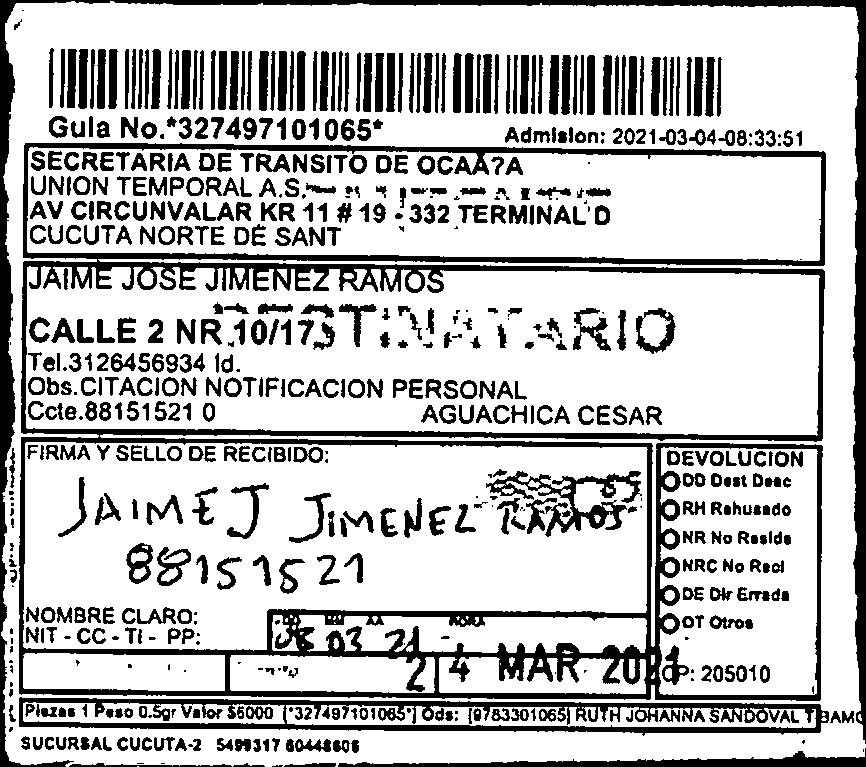 Guia No.*327497101065*
Admision: 2021-03-04-08:33:51
SECRETARIA DE TRANSITO DE OCAÃ?A
UNION TEMPORAL A.S.
AV CIRCUNVALAR KR 11 # 19 - 332 TERMINAL D
CUCUTA NORTE DE SANT
JAIME JOSE JIMENEZ RAMOS
CALLE 2 NR 10/17 TINATARIO
Tel.3126456934 Id.
Obs.CITACION NOTIFICACION PERSONAL
Ccte.88151521 0 AGUACHICA CESAR
FIRMA Y SELLO DE RECIBIDO:
JAIME J JIMENEZ RAMOS
88151521
DEVOLUCION
DD Dest Desc
RH Rehusado
NR No Reside
NRC No Recl
DE Dir Errada
OT Otros
NOMBRE CLARO:
NIT - CC - TI - PP:
DD MM AA HORA
08 03 21
24 MAR 2021
OP: 205010
Piezas 1 Peso 0.5gr Valor $6000 [*327497101065*] Ods: [9783301065] RUTH JOHANNA SANDOVAL TIBAMO
SUCURSAL CUCUTA-2 5499317 60448606